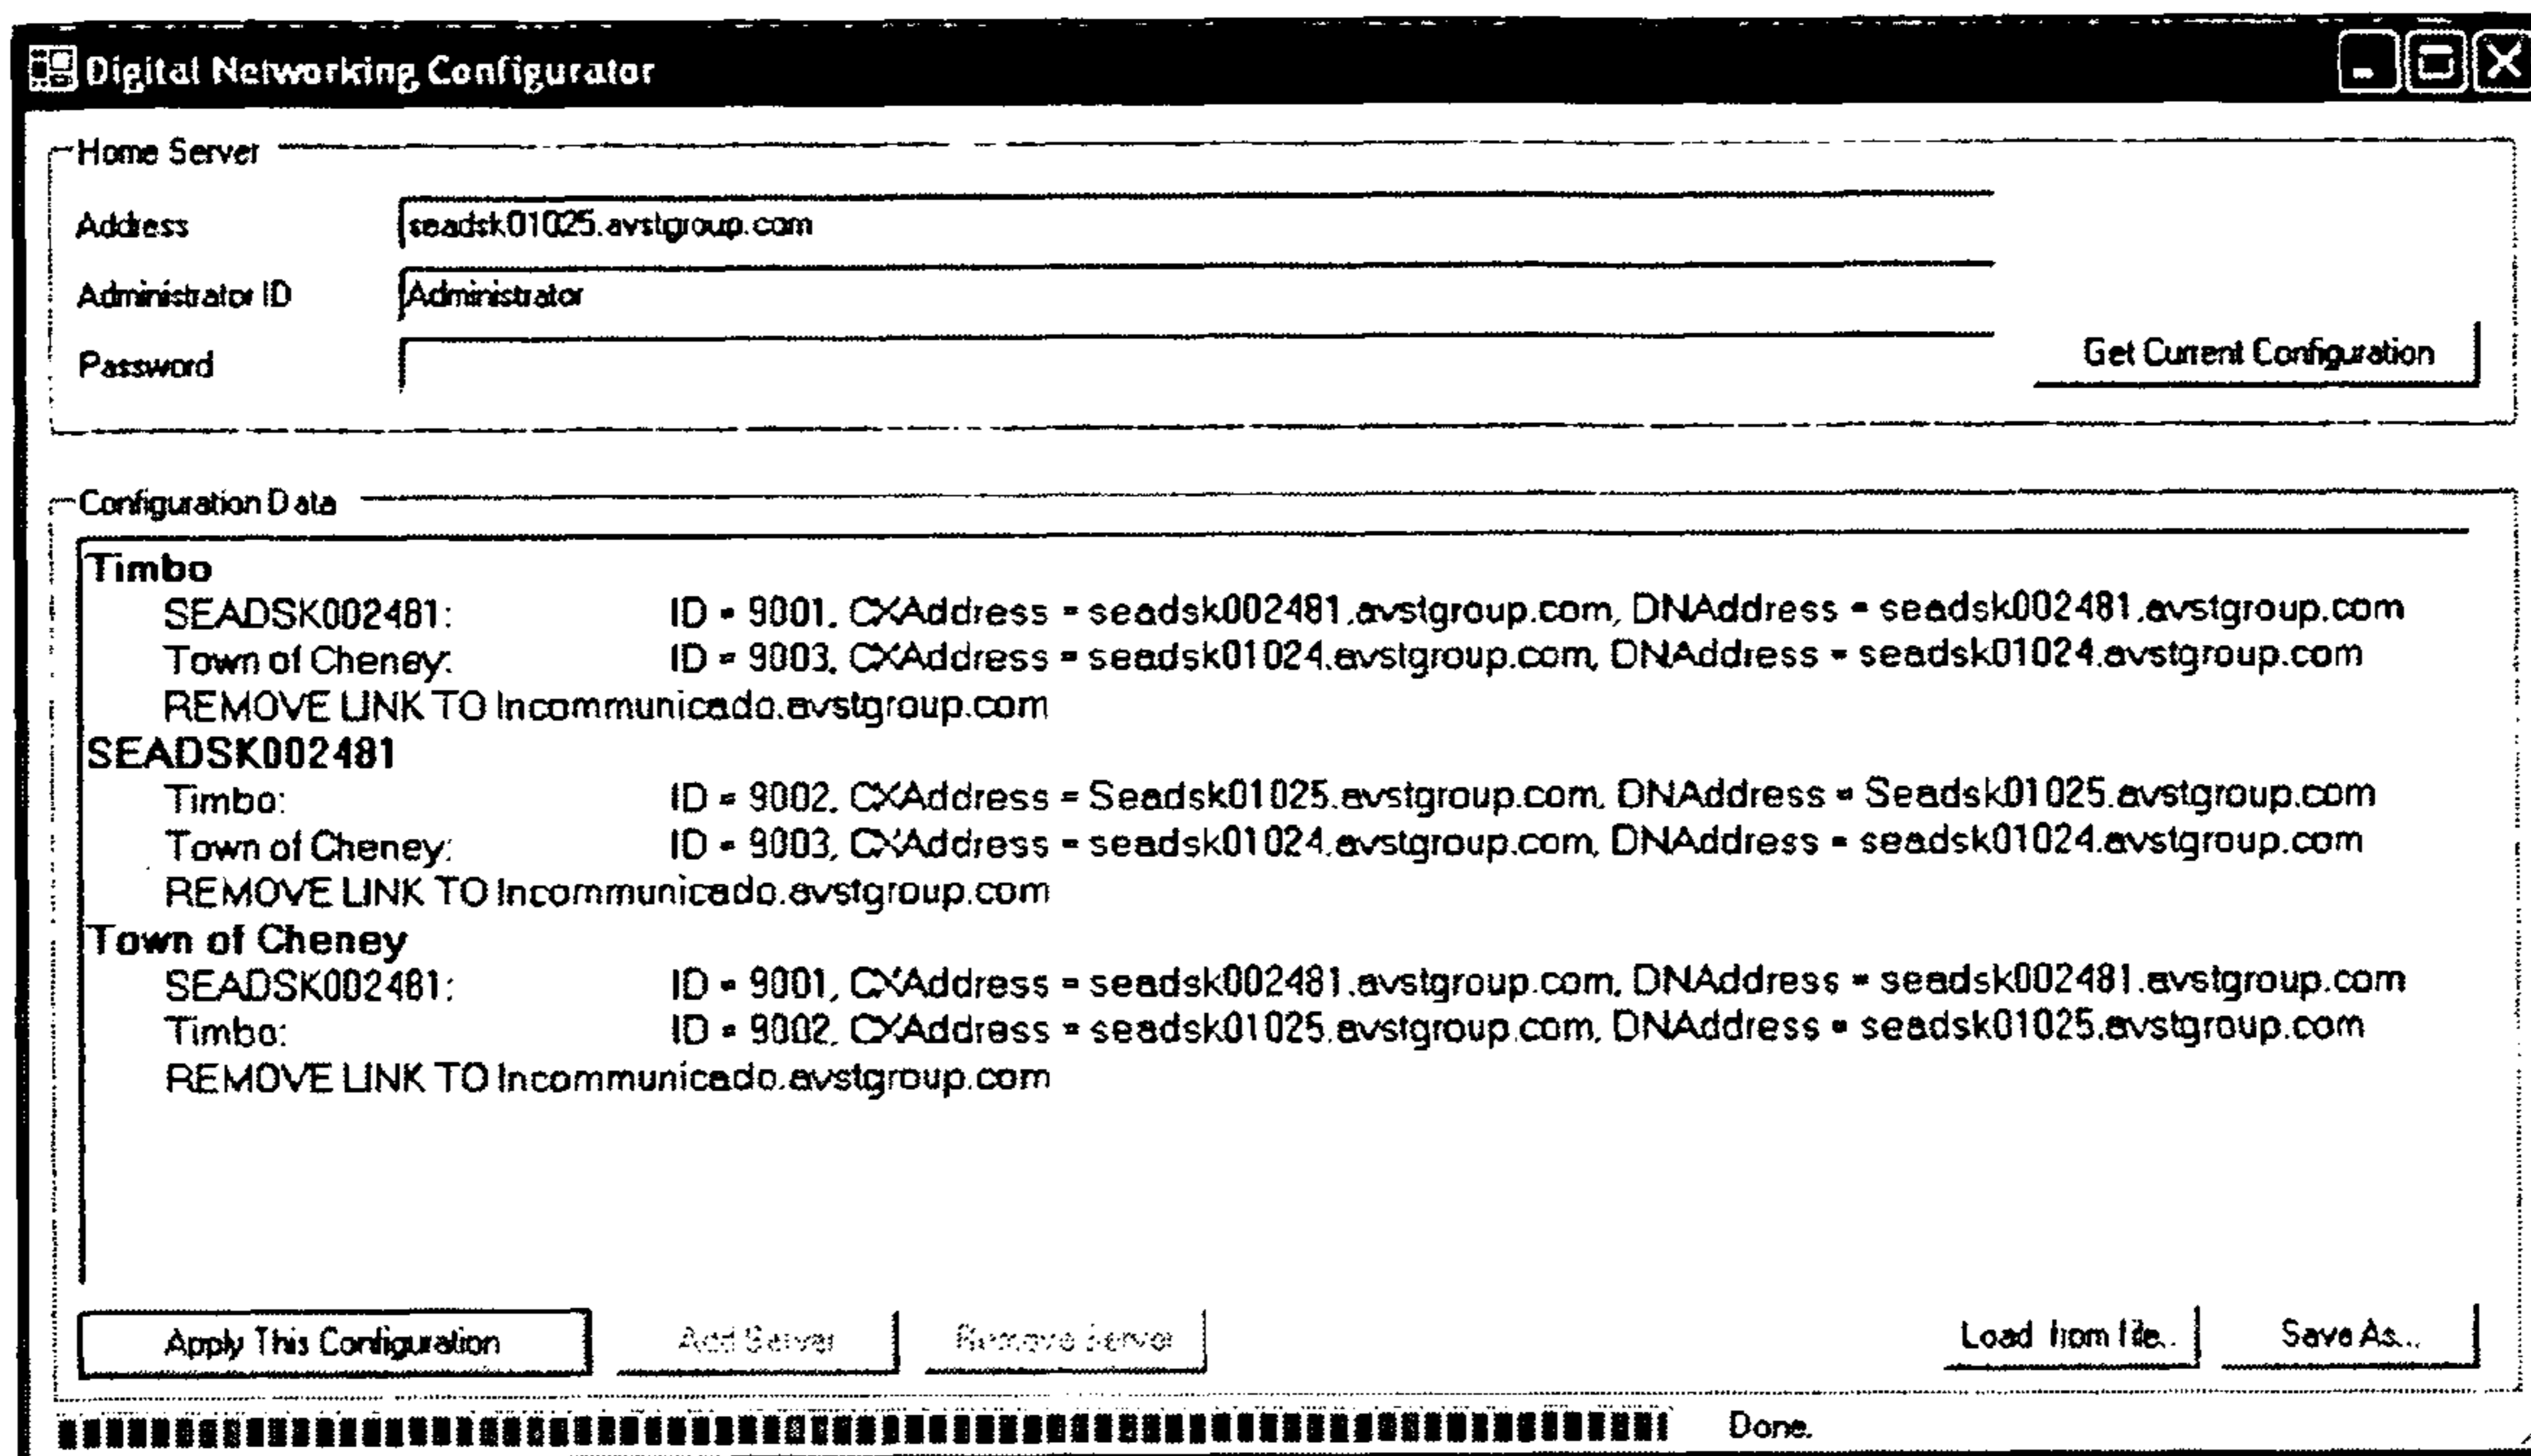 Digital Networking Configurator
Home Server
Address seadsk01025.avstgroup.com
Administrator ID Administrator
Password
Get Current Configuration
Configuration Data
Timbo
SEADSK002481: ID = 9001, CXAddress = seadsk002481.avstgroup.com, DNAddress = seadsk002481.avstgroup.com
Town of Cheney: ID = 9003, CXAddress = seadsk01024.avstgroup.com, DNAddress = seadsk01024.avstgroup.com
REMOVE LINK TO Incommunicado.avstgroup.com
SEADSK002481
Timbo: ID = 9002, CXAddress = Seadsk01025.avstgroup.com, DNAddress = Seadsk01025.avstgroup.com
Town of Cheney: ID = 9003, CXAddress = seadsk01024.avstgroup.com, DNAddress = seadsk01024.avstgroup.com
REMOVE LINK TO Incommunicado.avstgroup.com
Town of Cheney
SEADSK002481: ID = 9001, CXAddress = seadsk002481.avstgroup.com, DNAddress = seadsk002481.avstgroup.com
Timbo: ID = 9002, CXAddress = seadsk01025.avstgroup.com, DNAddress = seadsk01025.avstgroup.com
REMOVE LINK TO Incommunicado.avstgroup.com
Apply This Configuration Add Server Remove Server Load from file.. Save As...
Done.